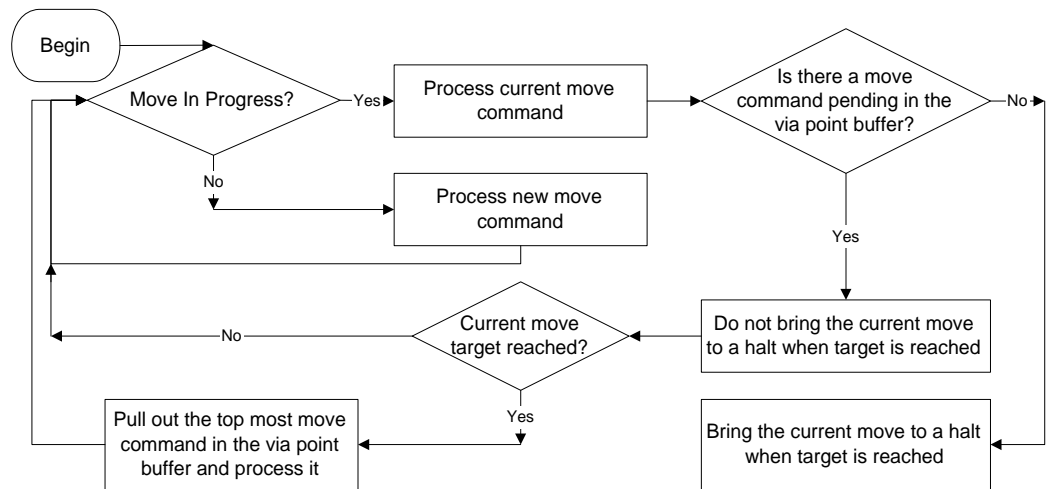 Begin
Move In Progress?
Yes
Process current move
command
Is there a move
command pending in the
via point buffer?
No
No
Process new move
command
Yes
Do not bring the current move
to a halt when target is reached
Current move
target reached?
No
Yes
Pull out the top most move
command in the via point
buffer and process it
Bring the current move to a halt
when target is reached